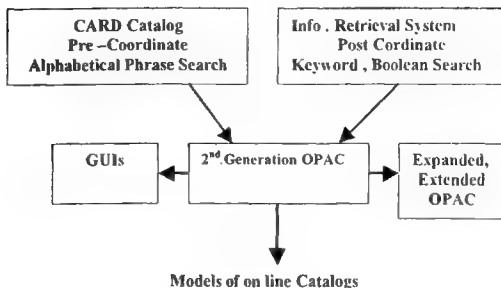 CARD Catalog
Pre –Coordinate
Alphabetical Phrase Search
Info . Retrieval System
Post Cordinate
Keyword , Boolean Search
GUIs
2nd.Generation OPAC
Expanded,
Extended
OPAC
Models of on line Catalogs